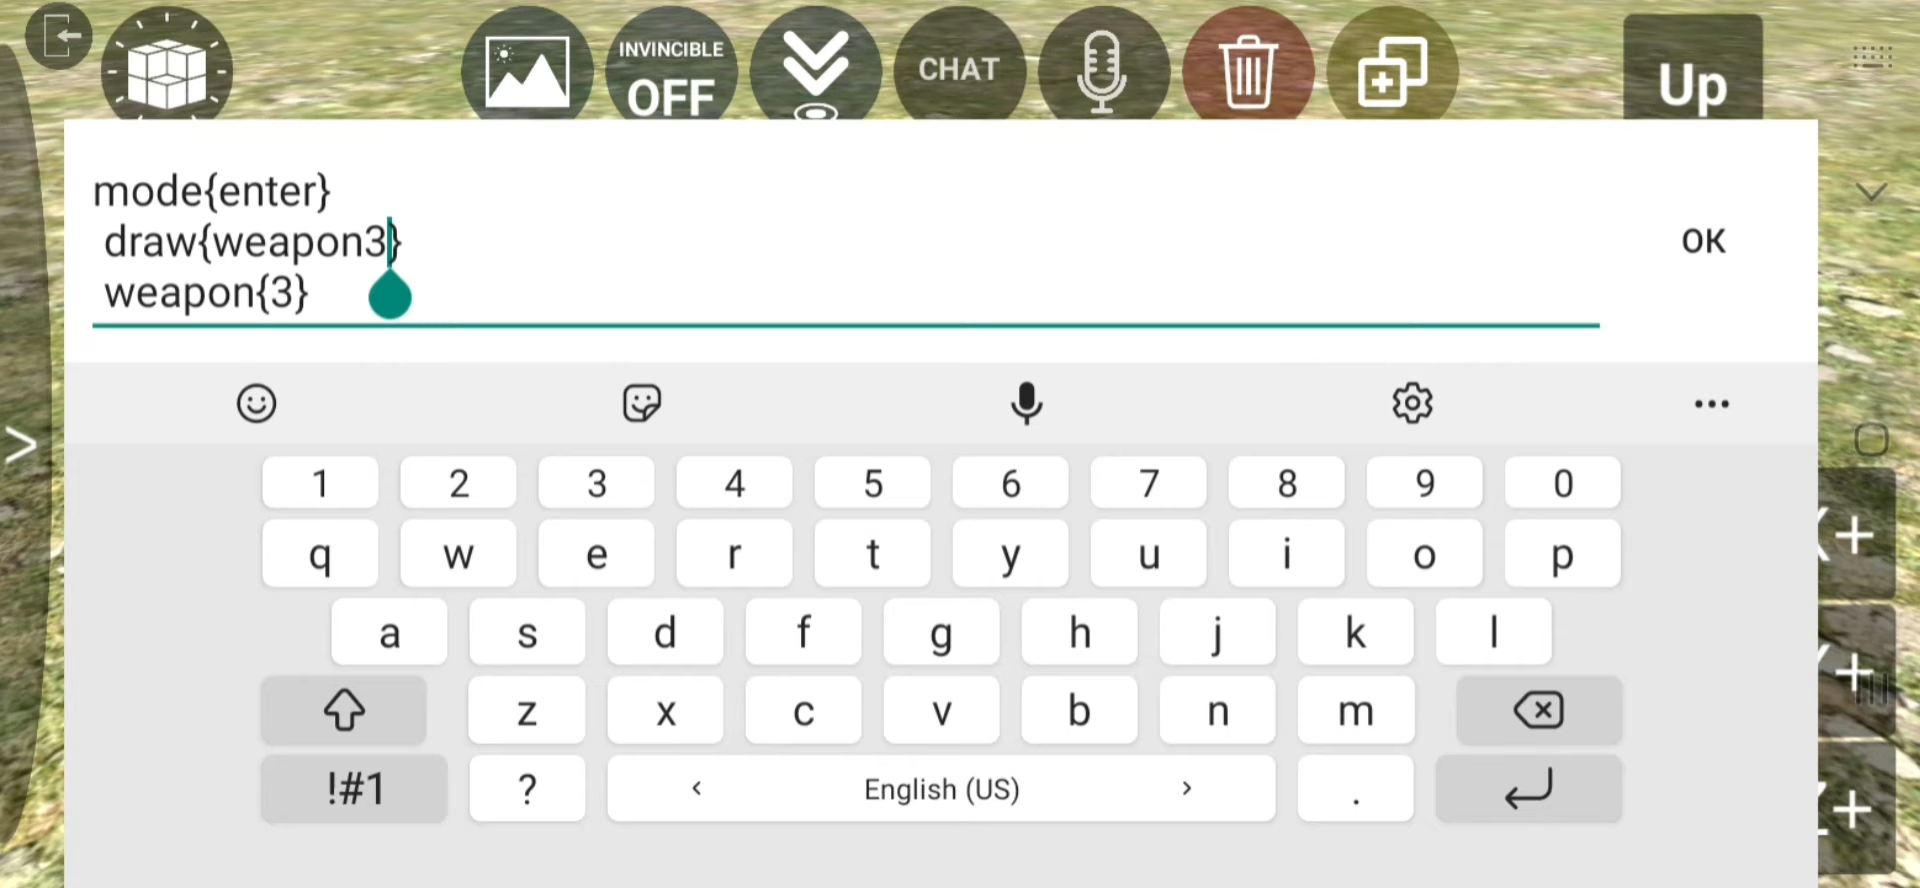 INVINCIBLE
OFF
CHAT
Up
mode{enter}
draw{weapon3}
weapon{3}
OK
>
1 2 3 4 5 6 7 8 9 0
q w e r t y u i o p
a s d f g h j k l
z x c v b n m
!#1 ? < English (US) > .